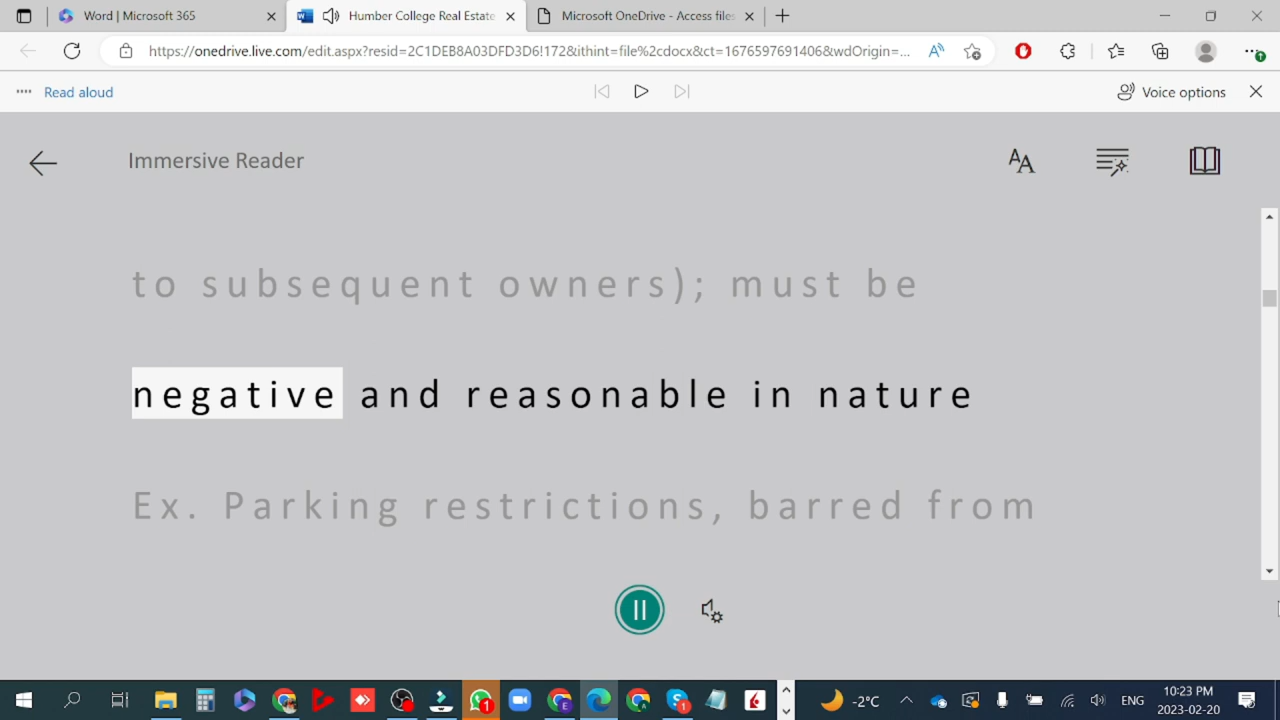 Word | Microsoft 365
Humber College Real Estate
Microsoft OneDrive - Access files
https://onedrive.live.com/edit.aspx?resid=2C1DEB8A03DFD3D6!172&ithint=file%2cdocx&ct=1676597691406&wdOrigin=...
Read aloud
Voice options
Immersive Reader
to subsequent owners); must be
negative and reasonable in nature
Ex. Parking restrictions, barred from
-2°C
ENG
10:23 PM
2023-02-20